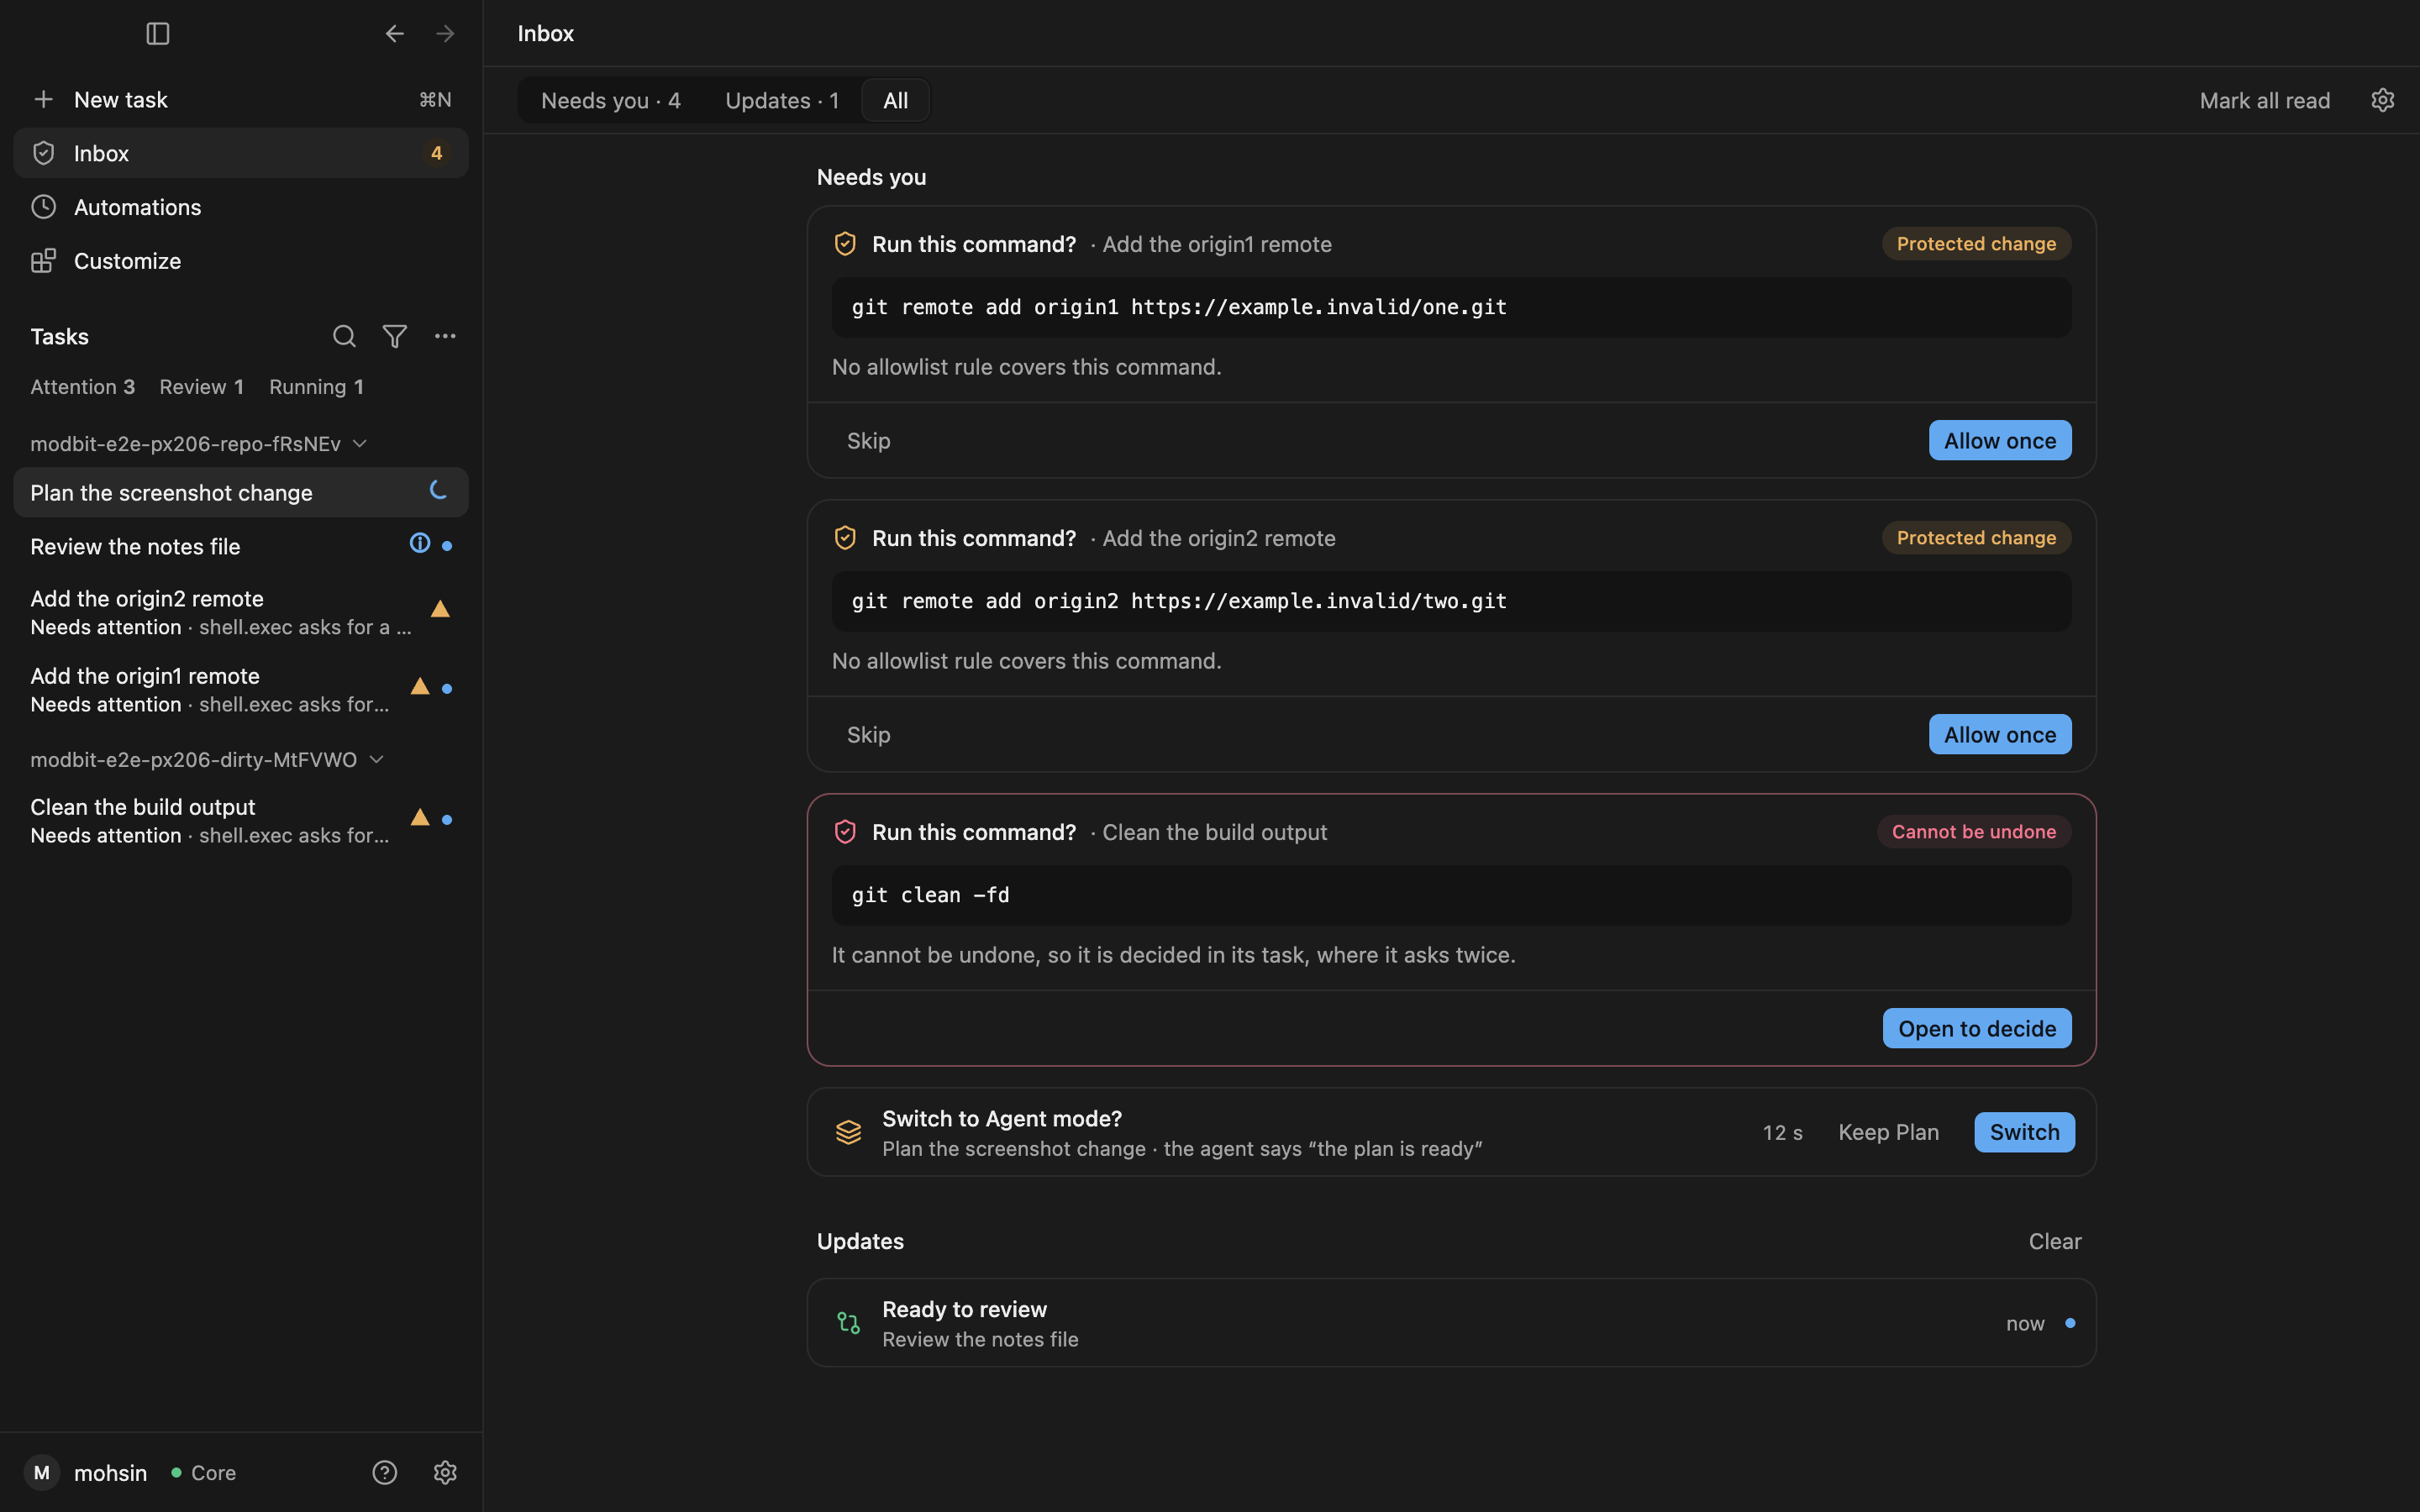 Inbox
New task ⌘N
Inbox 4
Automations
Customize
Tasks
Attention 3 Review 1 Running 1
modbit-e2e-px206-repo-fRsNEv
Plan the screenshot change
Review the notes file
Add the origin2 remote
Needs attention · shell.exec asks for a ...
Add the origin1 remote
Needs attention · shell.exec asks for...
modbit-e2e-px206-dirty-MtFVWO
Clean the build output
Needs attention · shell.exec asks for...
M mohsin Core
Needs you · 4 Updates · 1 All Mark all read
Needs you
Run this command? · Add the origin1 remote Protected change
git remote add origin1 https://example.invalid/one.git
No allowlist rule covers this command.
Skip Allow once
Run this command? · Add the origin2 remote Protected change
git remote add origin2 https://example.invalid/two.git
No allowlist rule covers this command.
Skip Allow once
Run this command? · Clean the build output Cannot be undone
git clean -fd
It cannot be undone, so it is decided in its task, where it asks twice.
Open to decide
Switch to Agent mode?
Plan the screenshot change · the agent says “the plan is ready”
12 s Keep Plan Switch
Updates Clear
Ready to review
Review the notes file
now